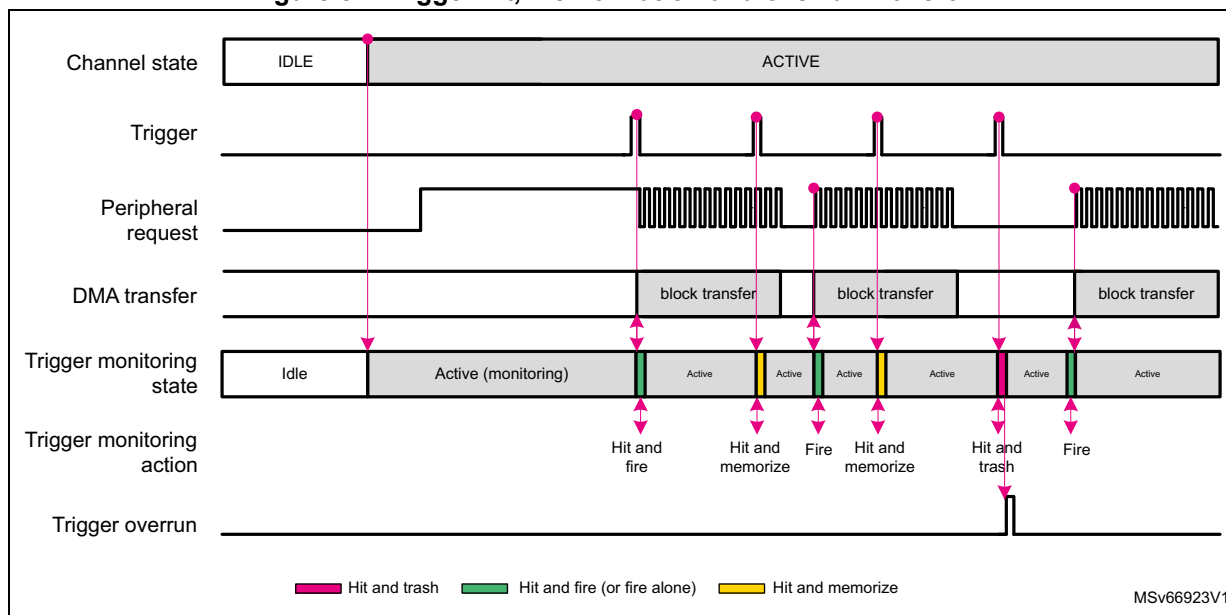 Channel state
IDLE
ACTIVE
Trigger
Peripheral
request
DMA transfer
block transfer
block transfer
block transfer
Trigger monitoring
state
Idle
Active (monitoring)
Active
Active
Active
Active
Active
Active
Trigger monitoring
action
Hit and
fire
Hit and
memorize
Fire
Hit and
memorize
Hit and
trash
Fire
Trigger overrun
Hit and trash
Hit and fire (or fire alone)
Hit and memorize
MSv66923V1